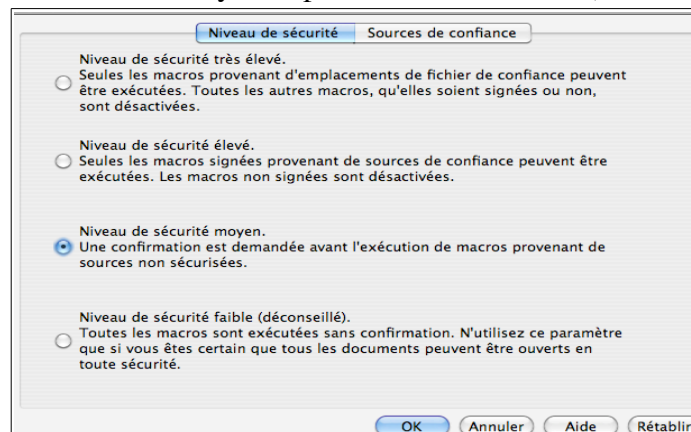 Niveau de sécurité Sources de confiance
Niveau de sécurité très élevé.
Seules les macros provenant d'emplacements de fichier de confiance peuvent
être exécutées. Toutes les autres macros, qu'elles soient signées ou non,
sont désactivées.
Niveau de sécurité élevé.
Seules les macros signées provenant de sources de confiance peuvent être
exécutées. Les macros non signées sont désactivées.
Niveau de sécurité moyen.
Une confirmation est demandée avant l'exécution de macros provenant de
sources non sécurisées.
Niveau de sécurité faible (déconseillé).
Toutes les macros sont exécutées sans confirmation. N'utilisez ce paramètre
que si vous êtes certain que tous les documents peuvent être ouverts en
toute sécurité.
OK Annuler Aide Rétablir